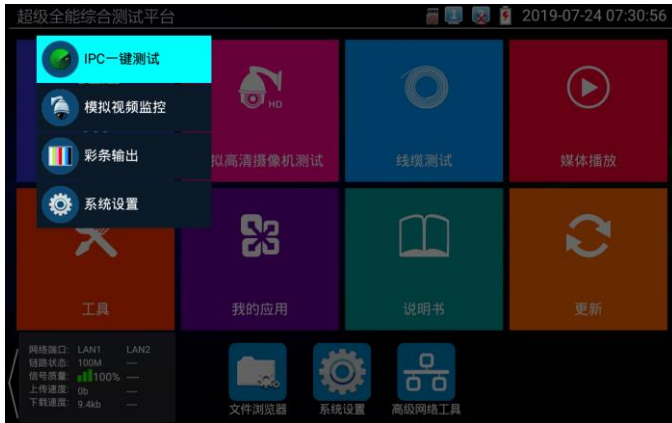 超级全能综合测试平台
2019-07-24 07:30:56
IPC一键测试
模拟视频监控
彩条输出
系统设置
HD
拟高清摄像机测试
线缆测试
媒体播放
工具
我的应用
说明书
更新
网络端口: LAN1 LAN2
链路状态: 100M —
信号质量: 100% —
上传速度: 0b —
下载速度: 9.4kb —
文件浏览器
系统设置
高级网络工具